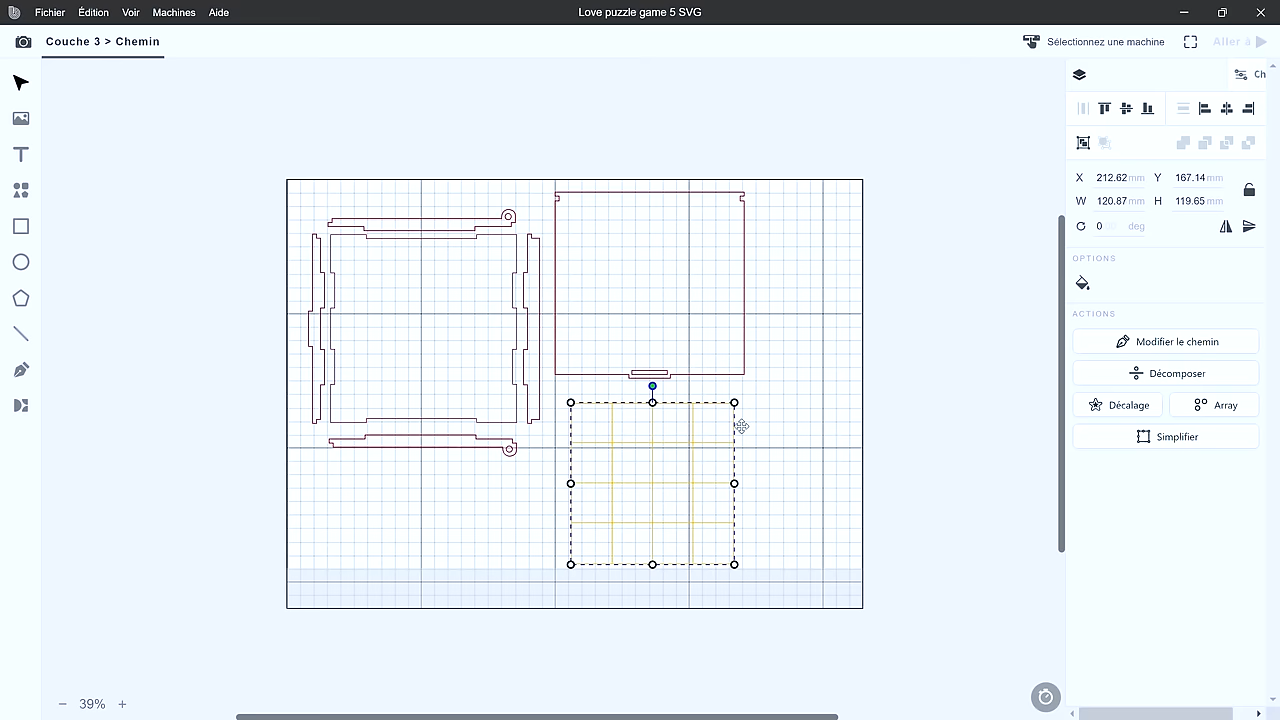 Fichier Édition Voir Machines Aide Love puzzle game 5 SVG
Couche 3 > Chemin Sélectionnez une machine Aller à
Ch
X 212.62 mm Y 167.14 mm
W 120.87 mm H 119.65 mm
0 deg
OPTIONS
ACTIONS
Modifier le chemin
Décomposer
Décalage Array
Simplifier
39%